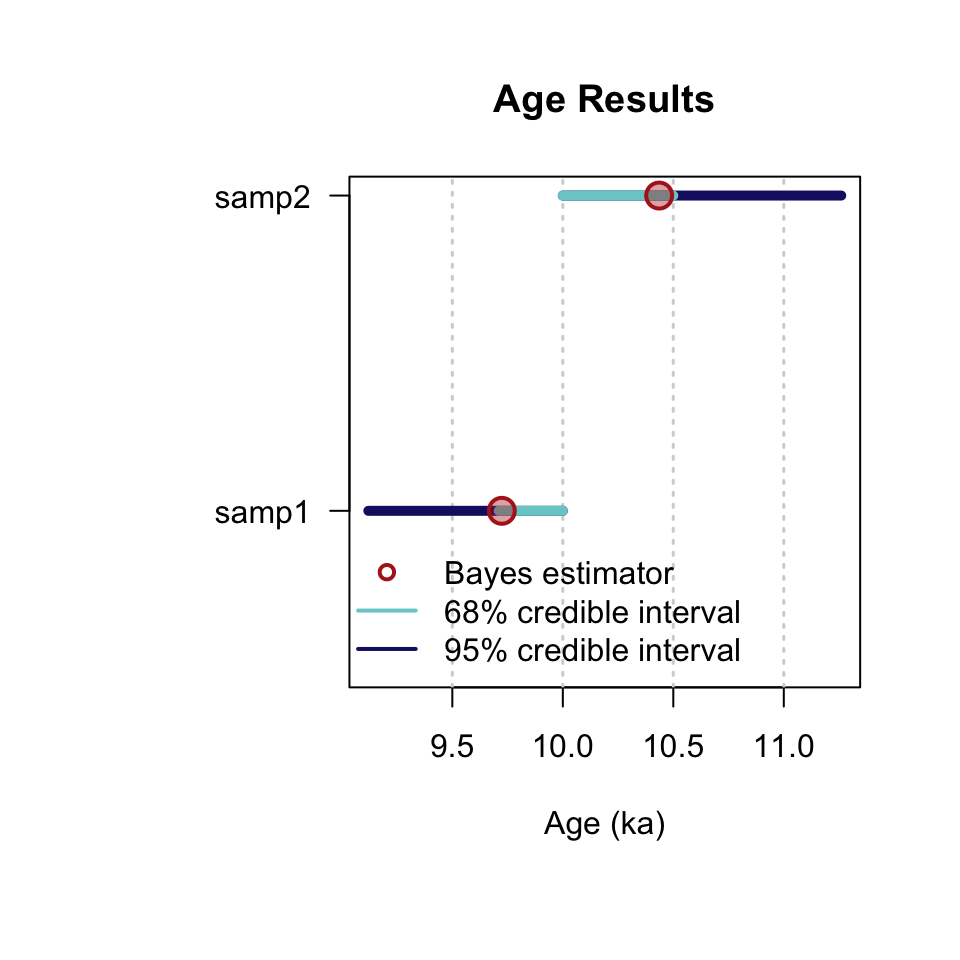 Age Results
samp2
samp1
Bayes estimator
68% credible interval
95% credible interval
9.5 10.0 10.5 11.0
Age (ka)